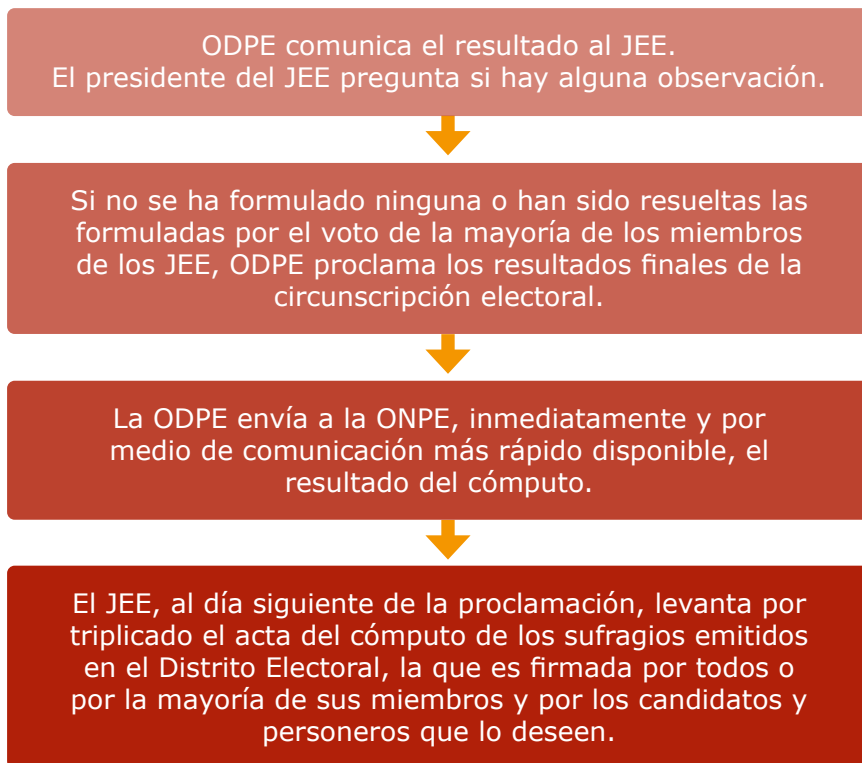 ODPE comunica el resultado al JEE.
El presidente del JEE pregunta si hay alguna observación.
Si no se ha formulado ninguna o han sido resueltas las
formuladas por el voto de la mayoría de los miembros
de los JEE, ODPE proclama los resultados finales de la
circunscripción electoral.
La ODPE envía a la ONPE, inmediatamente y por
medio de comunicación más rápido disponible, el
resultado del cómputo.
El JEE, al día siguiente de la proclamación, levanta por
triplicado el acta del cómputo de los sufragios emitidos
en el Distrito Electoral, la que es firmada por todos o
por la mayoría de sus miembros y por los candidatos y
personeros que lo deseen.